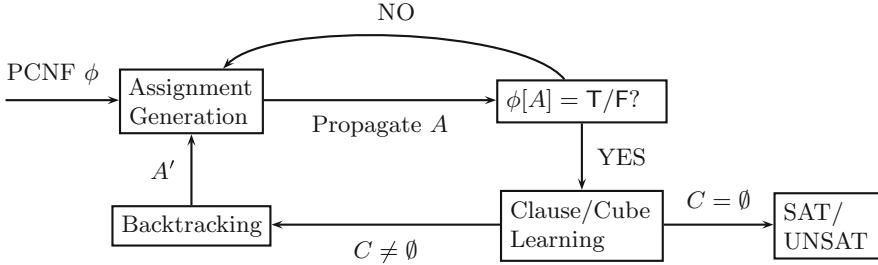 NO
PCNF ϕ
Assignment
Generation
Propagate A
ϕ[A] = T/F?
YES
A′
Backtracking
C ≠ ∅
Clause/Cube
Learning
C = ∅
SAT/
UNSAT